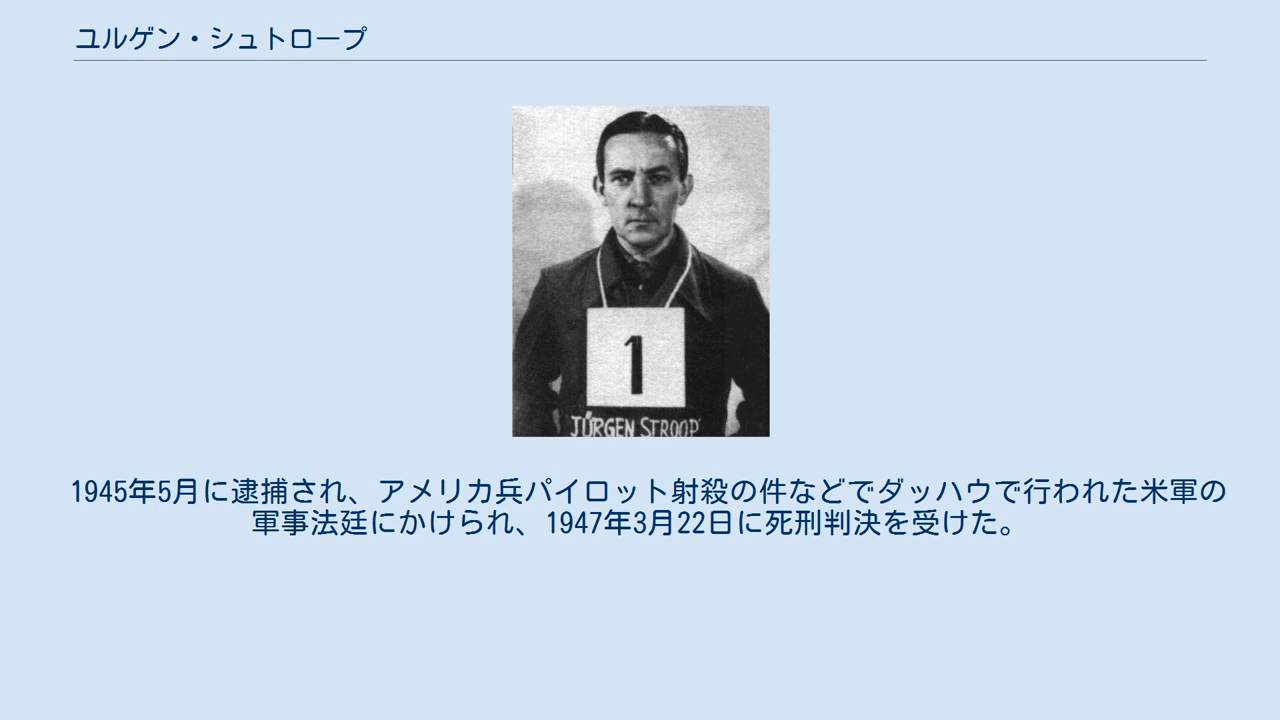 ユルゲン・シュトロープ
1
JÜRGEN STROOP
1945年5月に逮捕され、アメリカ兵パイロット射殺の件などでダッハウで行われた米軍の
軍事法廷にかけられ、1947年3月22日に死刑判決を受けた。